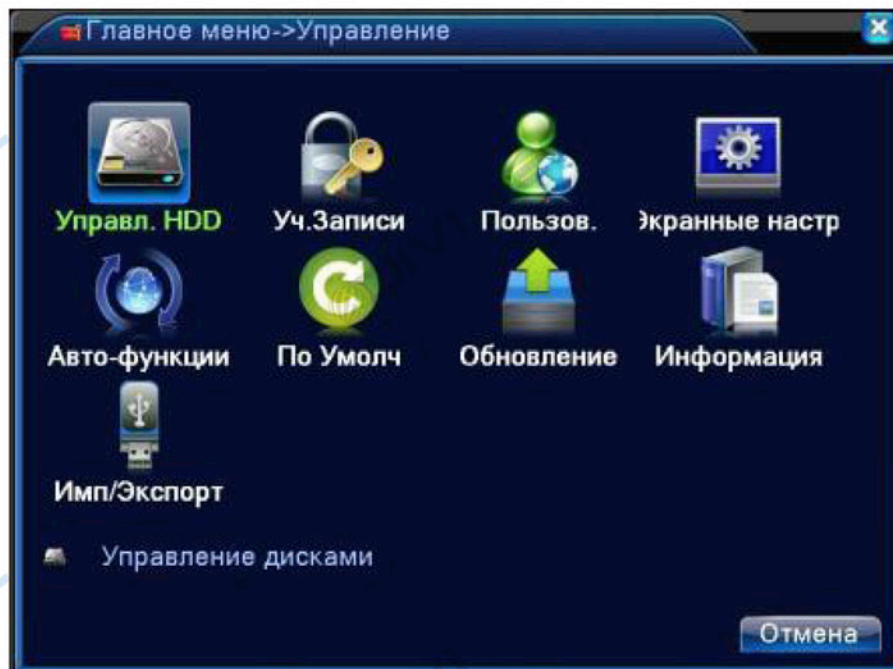 Главное меню->Управление
Управл. HDD Уч.Записи Пользов. Экранные настр
Авто-функции По Умолч Обновление Информация
Имп/Экспорт
Управление дисками
Отмена